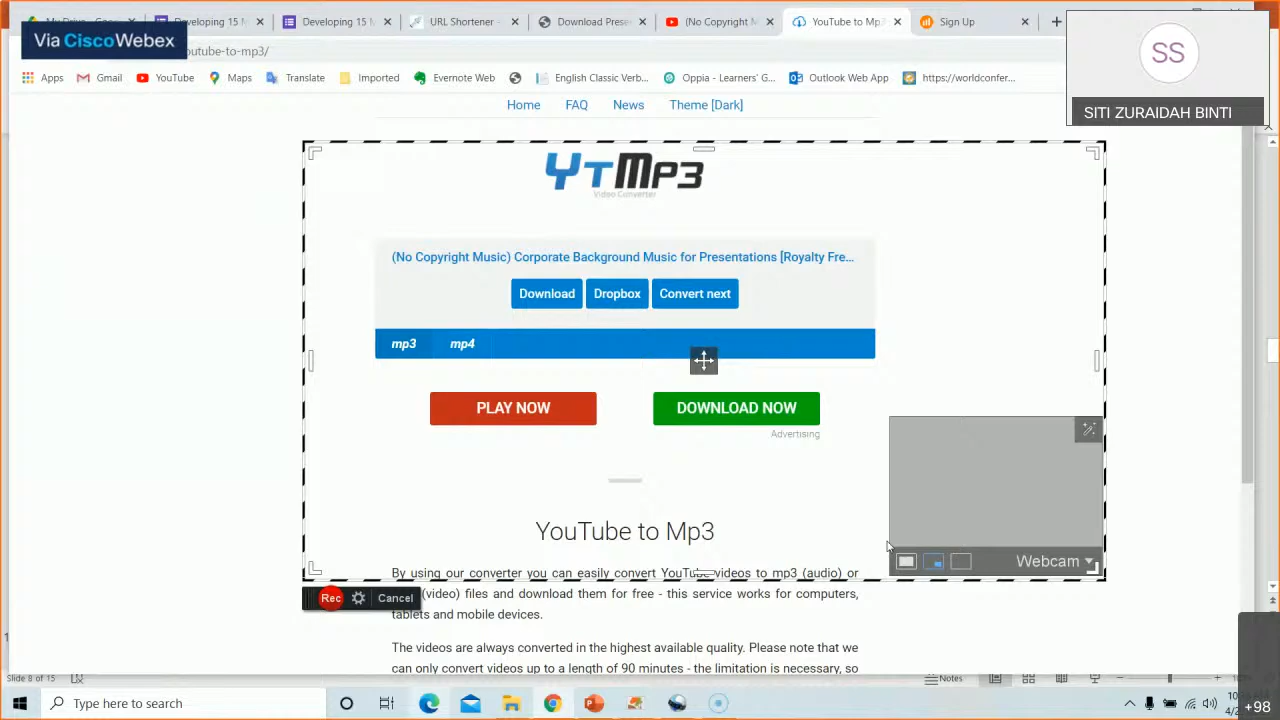 My Drive - Goo
Developing 15 M
Developing 15 M
URL Shortener -
Download Prese
(No Copyright M
YouTube to Mp3
Sign Up
Via CiscoWebex
outube-to-mp3/
SS
SITI ZURAIDAH BINTI
Apps
Gmail
YouTube
Maps
Translate
Imported
Evernote Web
English Classic Verb...
Oppia - Learners' G...
Outlook Web App
https://worldconfer...
Home
FAQ
News
Theme [Dark]
YTMP3
Video Converter
(No Copyright Music) Corporate Background Music for Presentations [Royalty Fre...
Download
Dropbox
Convert next
mp3
mp4
PLAY NOW
DOWNLOAD NOW
Advertising
YouTube to Mp3
Webcam
By using our converter you can easily convert YouTube videos to mp3 (audio) or
(video) files and download them for free - this service works for computers,
tablets and mobile devices.
Rec
Cancel
The videos are always converted in the highest available quality. Please note that we
can only convert videos up to a length of 90 minutes - the limitation is necessary, so
Slide 8 of 15
Notes
Type here to search
+98